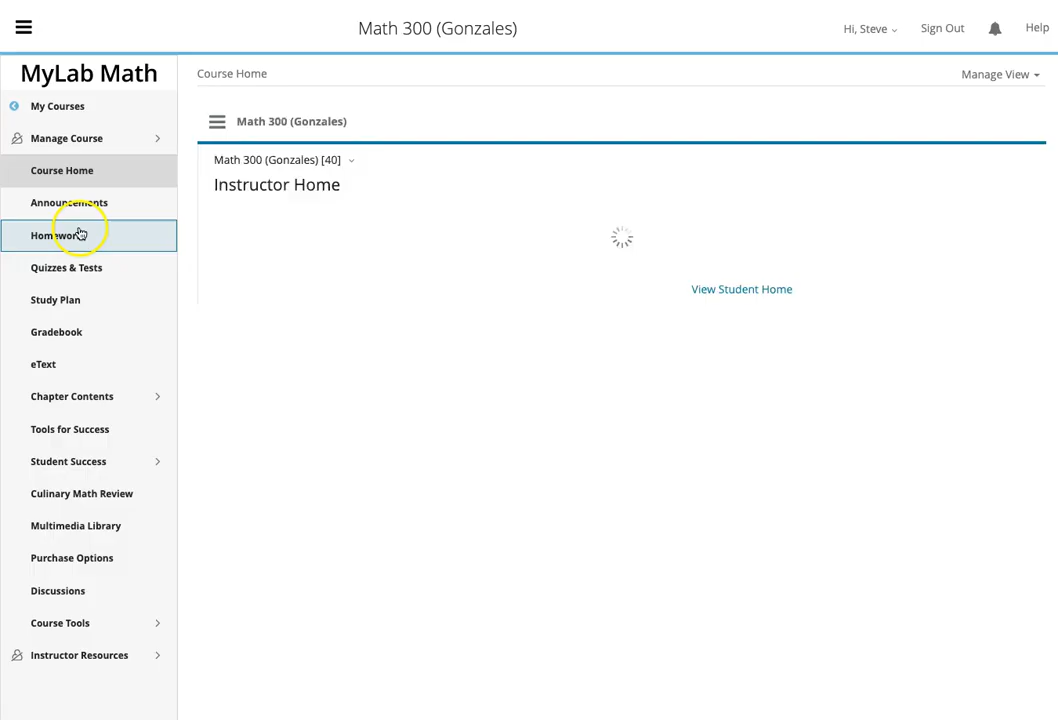 Math 300 (Gonzales)
Hi, Steve
Sign Out
Help
MyLab Math
My Courses
Manage Course
Course Home
Announcements
Homework
Quizzes & Tests
Study Plan
Gradebook
eText
Chapter Contents
Tools for Success
Student Success
Culinary Math Review
Multimedia Library
Purchase Options
Discussions
Course Tools
Instructor Resources
Course Home
Manage View
Math 300 (Gonzales)
Math 300 (Gonzales) [40]
Instructor Home
View Student Home